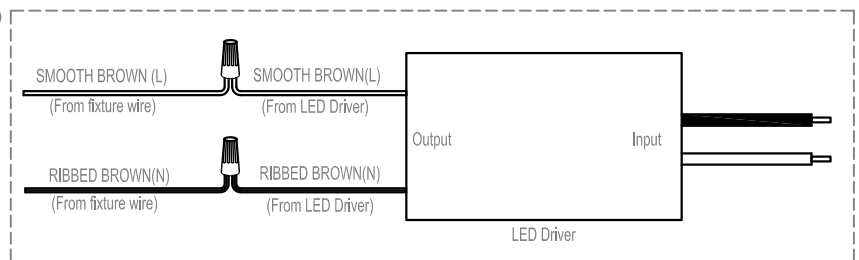 SMOOTH BROWN (L)
(From fixture wire)
SMOOTH BROWN(L)
(From LED Driver)
Output
Input
RIBBED BROWN(N)
(From fixture wire)
RIBBED BROWN(N)
(From LED Driver)
LED Driver